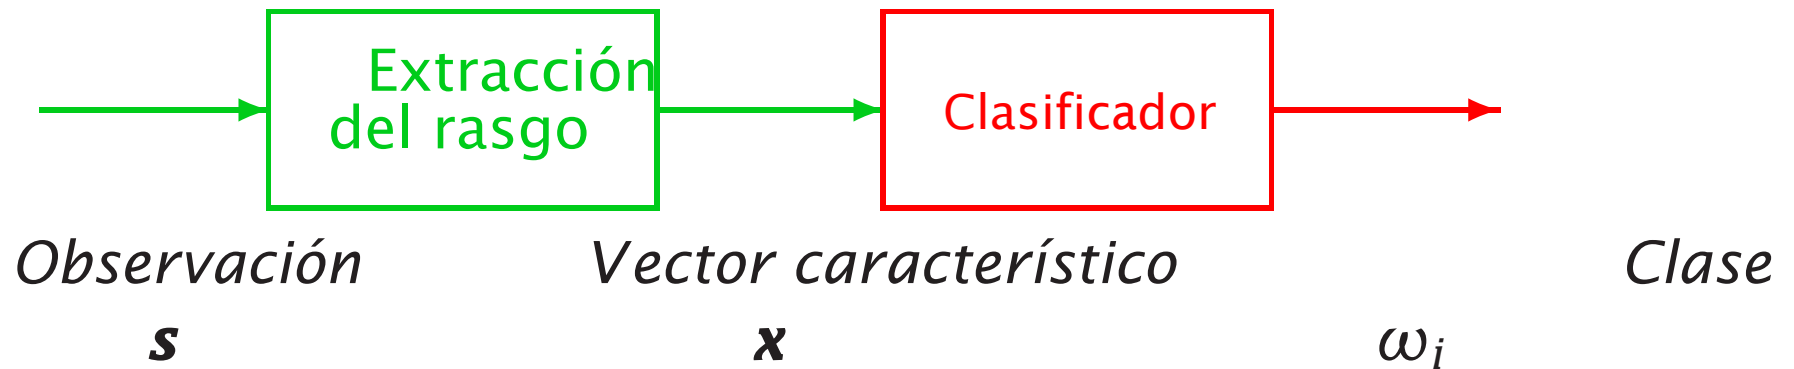 Extracción
del rasgo
Clasificador
Observación
Vector característico
Clase
s
x
ωi